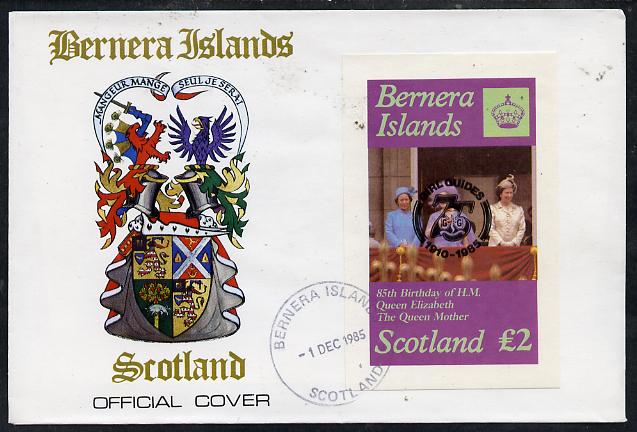 Bernera Islands
MANGEUR MANGE SEUL JE SERAI
Scotland
OFFICIAL COVER
Bernera
Islands
GIRL GUIDES
75
1910-1985
85th Birthday of H.M.
Queen Elizabeth
The Queen Mother
Scotland £2
BERNERA ISLAN
- 1 DEC 1985
SCOTLAND